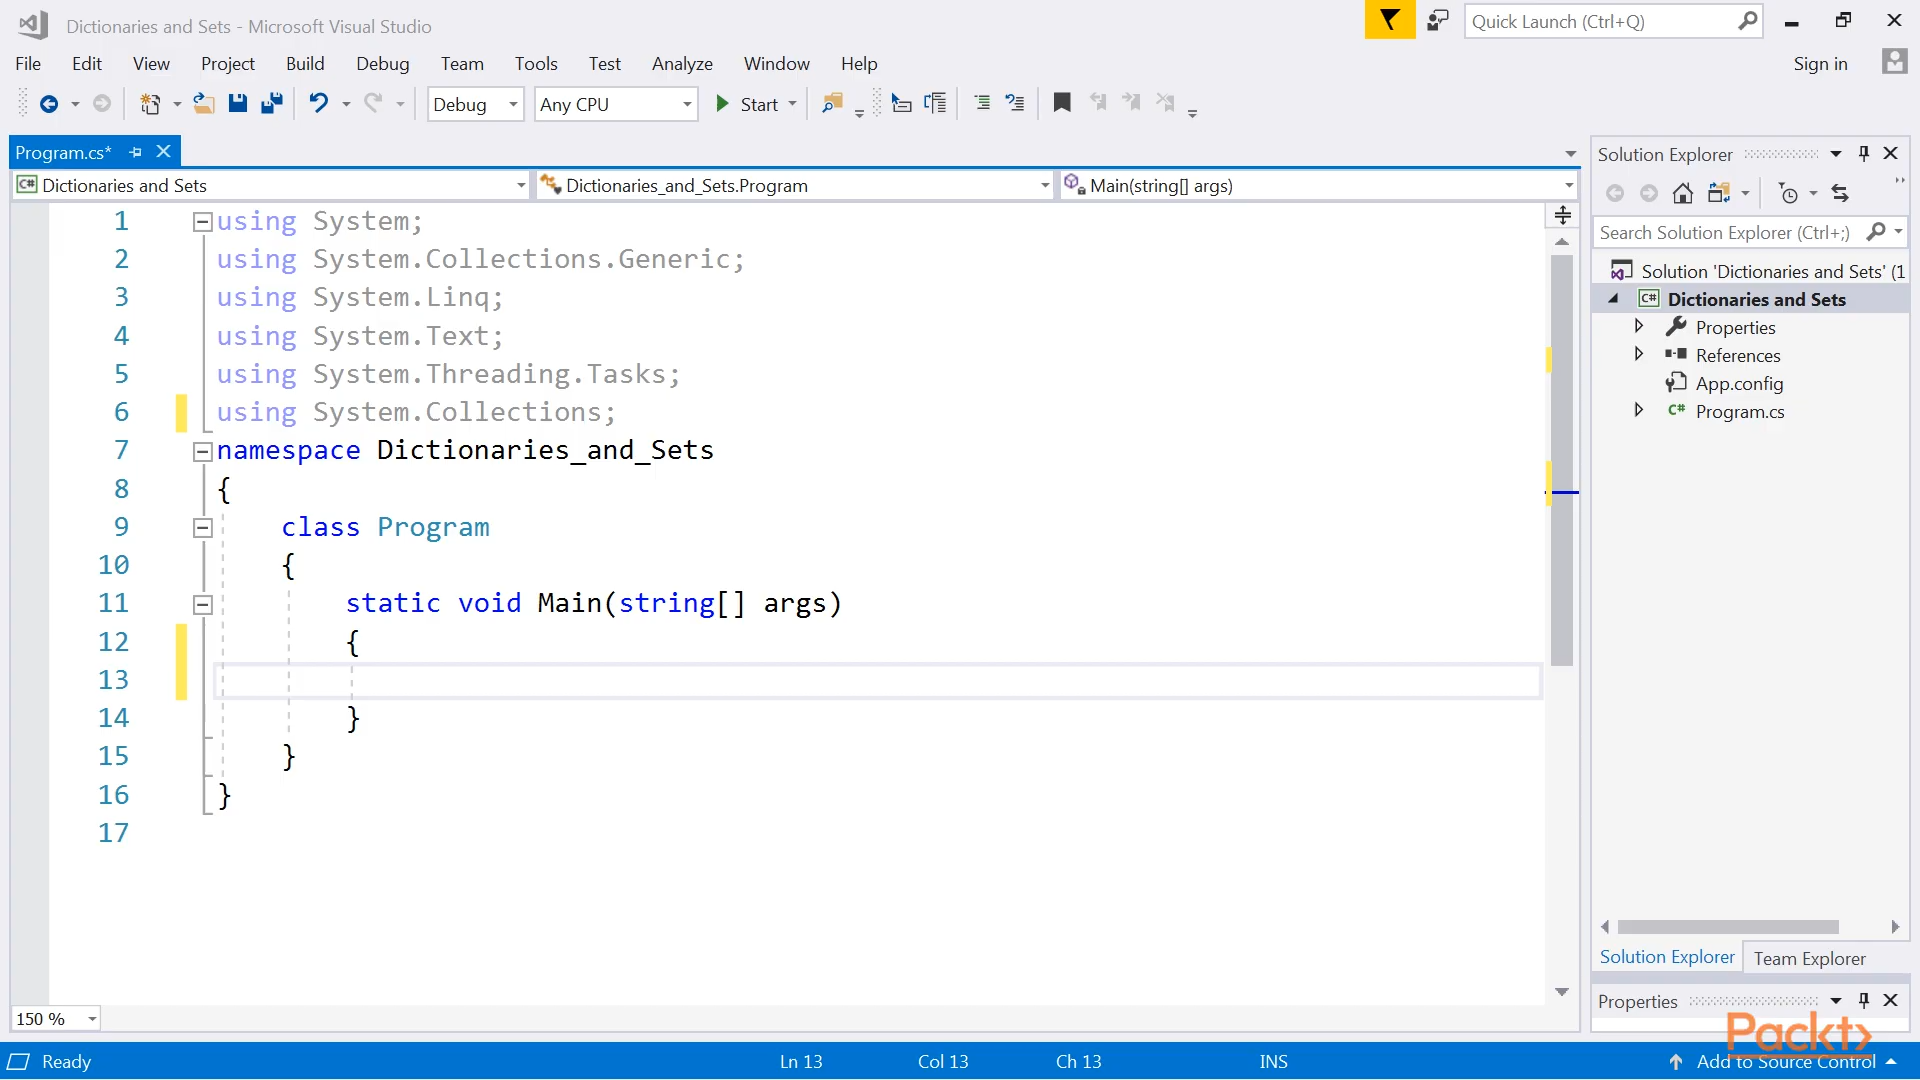 Dictionaries and Sets - Microsoft Visual Studio
Quick Launch (Ctrl+Q)
File Edit View Project Build Debug Team Tools Test Analyze Window Help
Sign in
Debug Any CPU Start
Program.cs*
Dictionaries and Sets Dictionaries_and_Sets.Program Main(string[] args)
1 using System;
2 using System.Collections.Generic;
3 using System.Linq;
4 using System.Text;
5 using System.Threading.Tasks;
6 using System.Collections;
7 namespace Dictionaries_and_Sets
8 {
9 class Program
10 {
11 static void Main(string[] args)
12 {
13
14 }
15 }
16 }
17
150 %
Solution Explorer
Search Solution Explorer (Ctrl+;)
Solution 'Dictionaries and Sets' (1
C# Dictionaries and Sets
Properties
References
App.config
C# Program.cs
Solution Explorer Team Explorer
Properties
Packt>
Ready Ln 13 Col 13 Ch 13 INS Add to Source Control